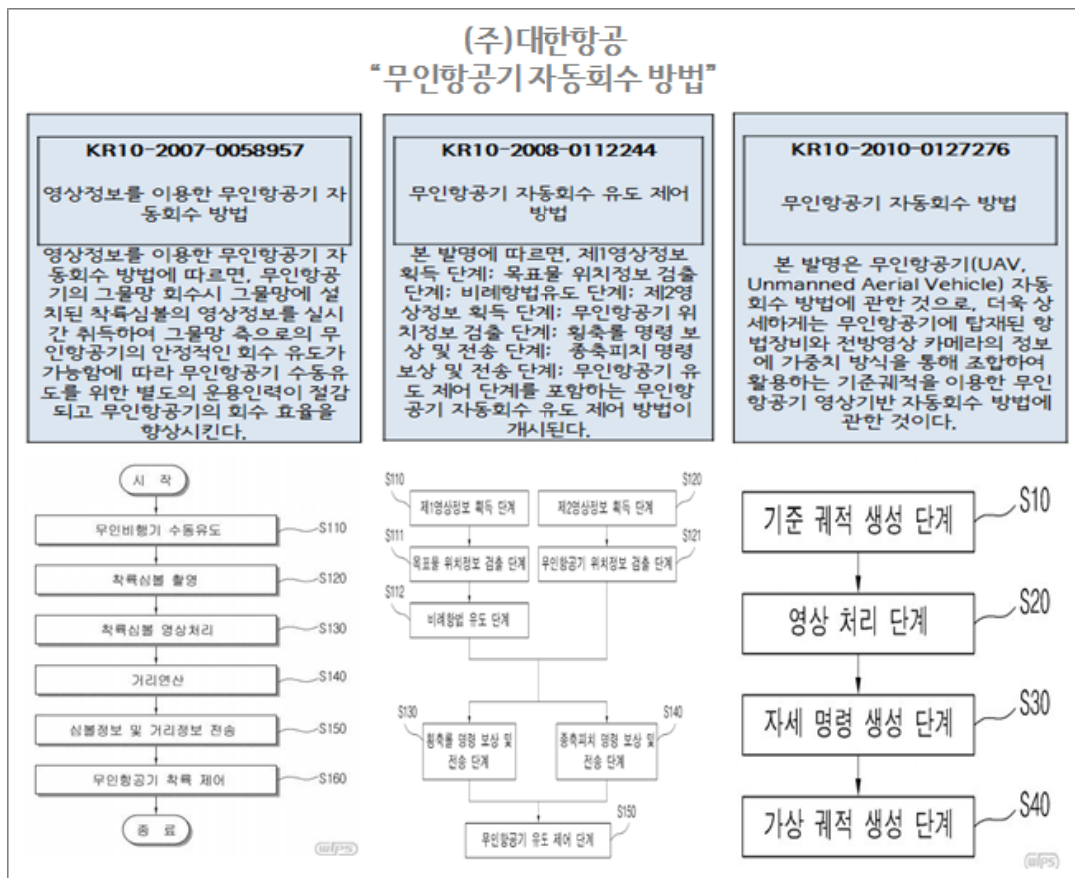 (주)대한항공
“무인항공기 자동회수 방법”
KR10-2007-0058957
영상정보를 이용한 무인항공기 자
동회수 방법
영상정보를 이용한 무인항공기 자
동회수 방법에 따르면, 무인항공
기의 그물망 회수시 그물망에 설
치된 착륙심볼의 영상정보를 실시
간 취득하여 그물망 측으로의 무
인항공기의 안정적인 회수 유도가
가능함에 따라 무인항공기 수동유
도를 위한 별도의 운용인력이 절감
되고 무인항공기의 회수 효율을
향상시킨다.
KR10-2008-0112244
무인항공기 자동회수 유도 제어
방법
본 발명에 따르면, 제1영상정보
획득 단계; 목표물 위치정보 검출
단계; 비례항법유도 단계; 제2영
상정보 획득 단계; 무인항공기 위
치정보 검출 단계; 횡축롤 명령 보
상 및 전송 단계; 종축피치 명령
보상 및 전송 단계; 무인항공기 유
도 제어 단계를 포함하는 무인항
공기 자동회수 유도 제어 방법이
개시된다.
KR10-2010-0127276
무인항공기 자동회수 방법
본 발명은 무인항공기(UAV,
Unmanned Aerial Vehicle) 자동
회수 방법에 관한 것으로, 더욱 상
세하게는 무인항공기에 탑재된 항
법장비와 전방영상 카메라의 정보
에 가중치 방식을 통해 조합하여
활용하는 기준궤적을 이용한 무인
항공기 영상기반 자동회수 방법에
관한 것이다.
시 작
무인비행기 수동유도
S110
착륙심볼 촬영
S120
착륙심볼 영상처리
S130
거리연산
S140
심볼정보 및 거리정보 전송
S150
무인항공기 착륙 제어
S160
종 료
wips
S110
제1영상정보 획득 단계
S120
제2영상정보 획득 단계
S111
목표물 위치정보 검출 단계
S121
무인항공기 위치정보 검출 단계
S112
비례항법 유도 단계
S130
횡축롤 명령 보상 및
전송 단계
S140
종축피치 명령 보상 및
전송 단계
S150
무인항공기 유도 제어 단계
S10
기준 궤적 생성 단계
S20
영상 처리 단계
S30
자세 명령 생성 단계
S40
가상 궤적 생성 단계
wips